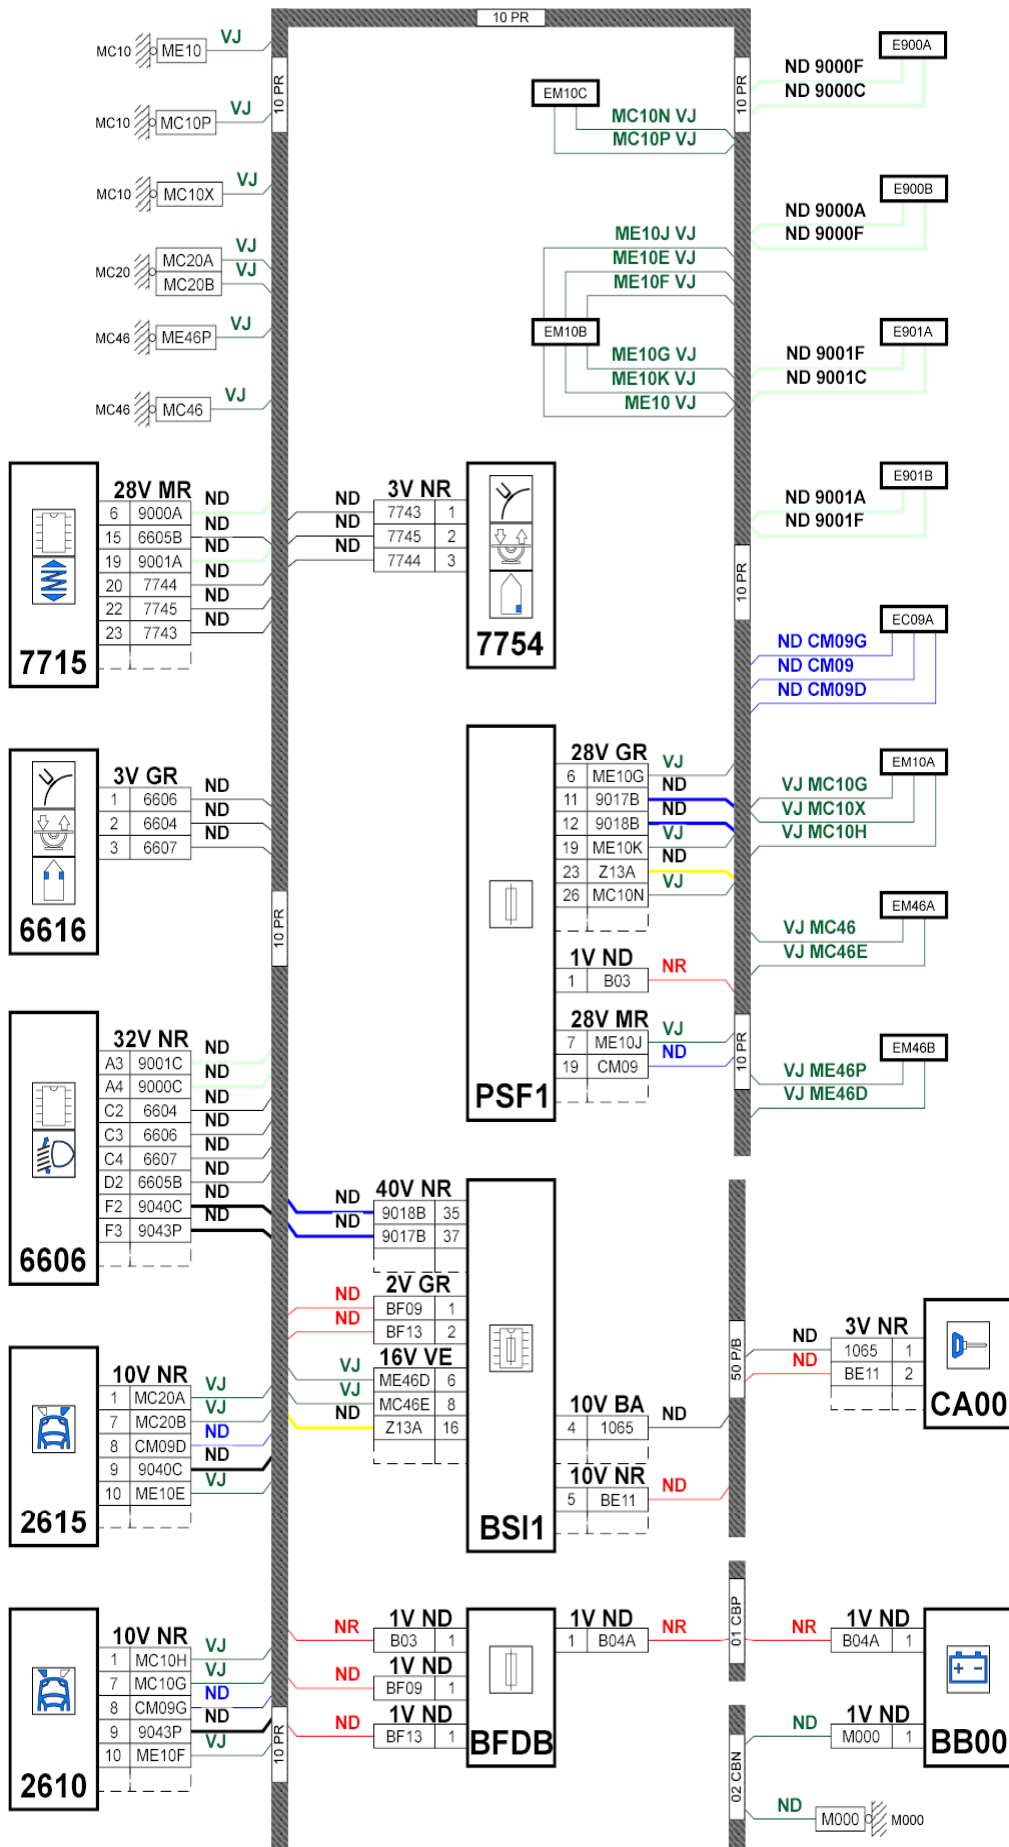 10 PR
MC10 ME10 VJ
10 PR
MC10 MC10P VJ
MC10 MC10X VJ
MC20 MC20A VJ
MC20B VJ
MC46 ME46P VJ
MC46 MC46 VJ
10 PR
E900A
ND 9000F
ND 9000C
EM10C
MC10N VJ
MC10P VJ
E900B
ND 9000A
ND 9000F
ME10J VJ
ME10E VJ
ME10F VJ
EM10B
ME10G VJ
ME10K VJ
ME10 VJ
E901A
ND 9001F
ND 9001C
E901B
ND 9001A
ND 9001F
10 PR
28V MR
6 9000A ND
15 6605B ND
19 9001A ND
20 7744 ND
22 7745 ND
23 7743 ND
7715
3V NR
ND 7743 1
ND 7745 2
ND 7744 3
7754
EC09A
ND CM09G
ND CM09
ND CM09D
3V GR
1 6606 ND
2 6604 ND
3 6607 ND
6616
10 PR
28V GR
6 ME10G VJ
11 9017B ND
12 9018B ND
19 ME10K VJ
23 Z13A ND
26 MC10N VJ
1V ND
1 B03 NR
28V MR
7 ME10J VJ
19 CM09 ND
PSF1
EM10A
VJ MC10G
VJ MC10X
VJ MC10H
EM46A
VJ MC46
VJ MC46E
10 PR
EM46B
VJ ME46P
VJ ME46D
32V NR
A3 9001C ND
A4 9000C ND
C2 6604 ND
C3 6606 ND
C4 6607 ND
D2 6605B ND
F2 9040C ND
F3 9043P ND
6606
40V NR
ND 9018B 35
ND 9017B 37
2V GR
ND BF09 1
ND BF13 2
16V VE
VJ ME46D 6
VJ MC46E 8
ND Z13A 16
10V BA
4 1065 ND
10V NR
5 BE11 ND
BSI1
50 P/B
3V NR
ND 1065 1
ND BE11 2
CA00
10V NR
1 MC20A VJ
7 MC20B VJ
8 CM09D ND
9 9040C ND
10 ME10E VJ
2615
10V NR
1 MC10H VJ
7 MC10G VJ
8 CM09G ND
9 9043P ND
10 ME10F VJ
2610
10 PR
1V ND
NR B03 1
1V ND
ND BF09 1
1V ND
ND BF13 1
1V ND
1 B04A NR
BFDB
01 CBP
1V ND
NR B04A 1
1V ND
ND M000 1
BB00
02 CBN
ND M000 M000